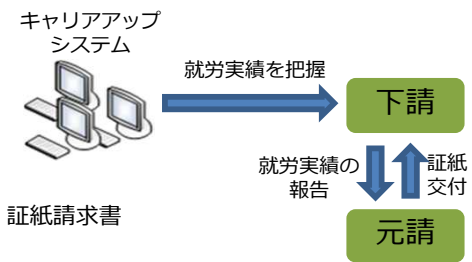 キャリアアップ
システム
就労実績を把握
下請
就労実績の
報告
証紙
交付
証紙請求書
元請